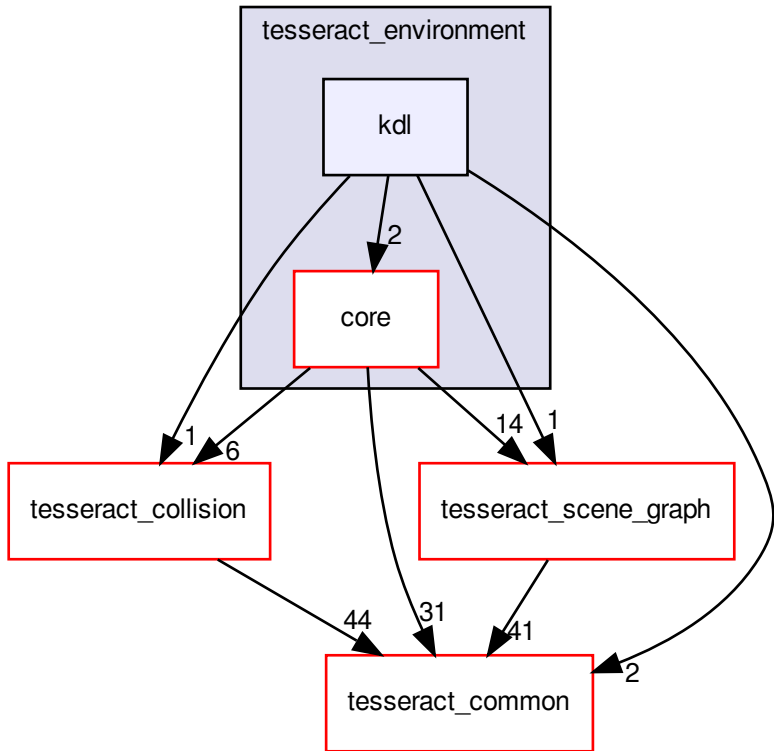 tesseract_environment
kdl
2
core
1
6
14
1
tesseract_collision
tesseract_scene_graph
44
31
41
2
tesseract_common